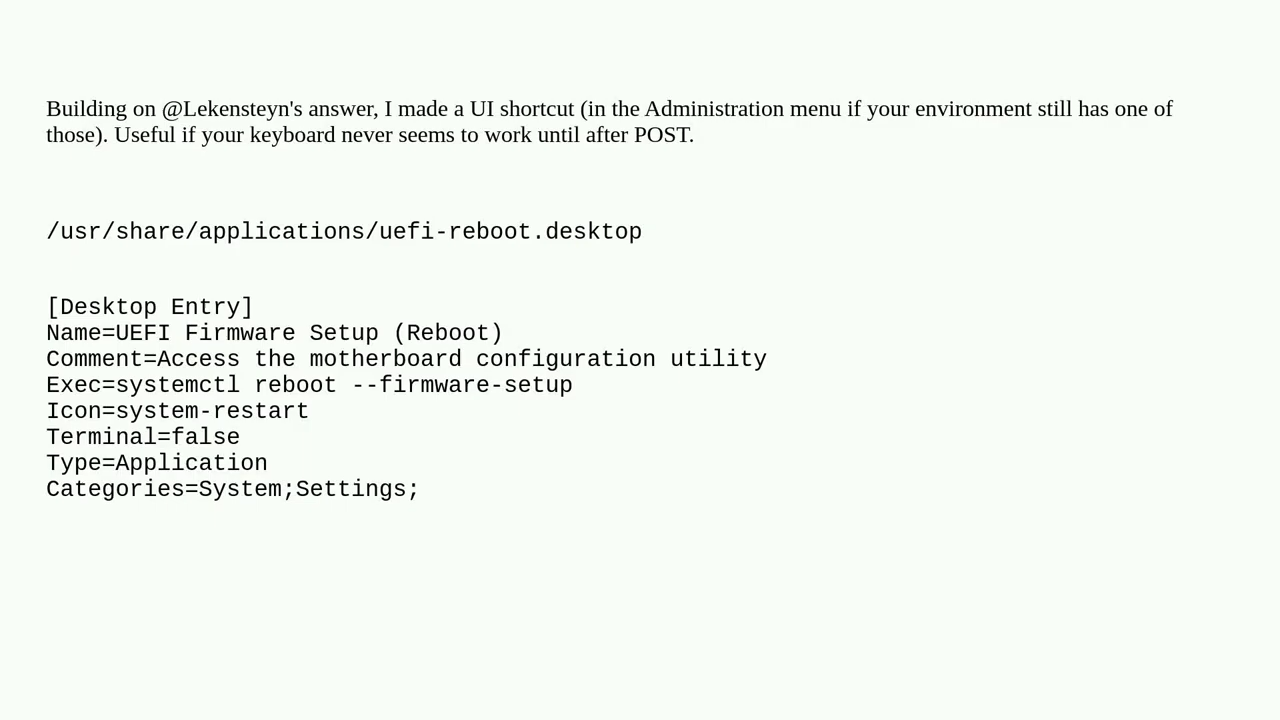 Building on @Lekensteyn's answer, I made a UI shortcut (in the Administration menu if your environment still has one of
those). Useful if your keyboard never seems to work until after POST.
/usr/share/applications/uefi-reboot.desktop
[Desktop Entry]
Name=UEFI Firmware Setup (Reboot)
Comment=Access the motherboard configuration utility
Exec=systemctl reboot --firmware-setup
Icon=system-restart
Terminal=false
Type=Application
Categories=System;Settings;